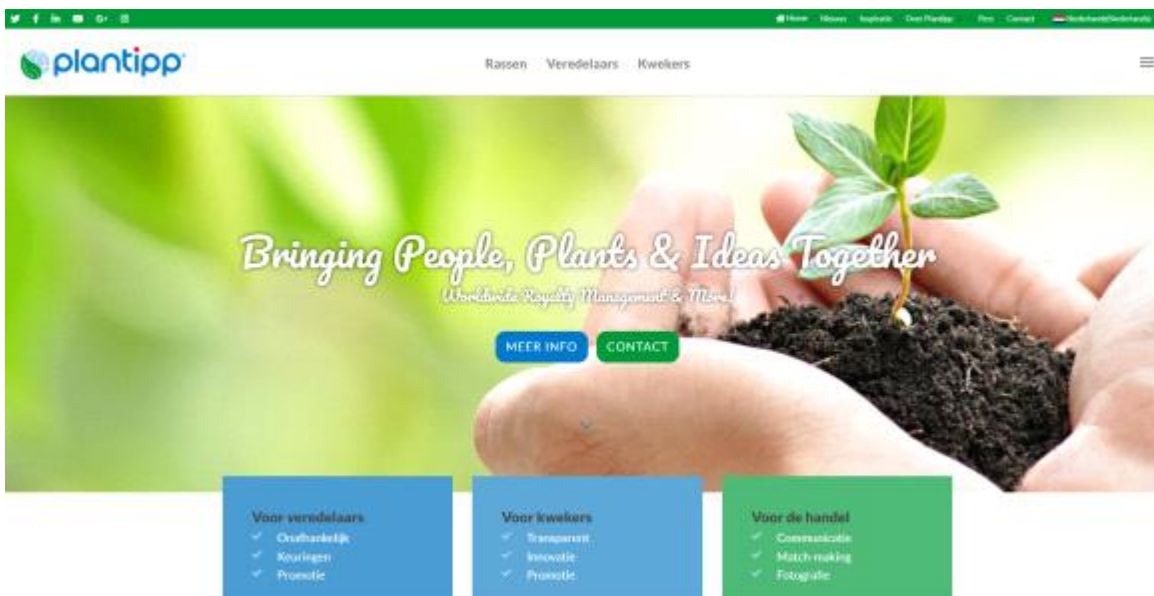 Home Nieuws Inspiratie Over Plantipp Pers Contact
plantipp
Rassen Veredelaars Kwekers
Bringing People, Plants & Ideas Together
Worldwide Royalty Management & More!
MEER INFO CONTACT
Voor veredelaars
Onafhankelijk
Keuringen
Promotie
Voor kwekers
Transparant
Innovatie
Promotie
Voor de handel
Communicatie
Match-making
Fotografie